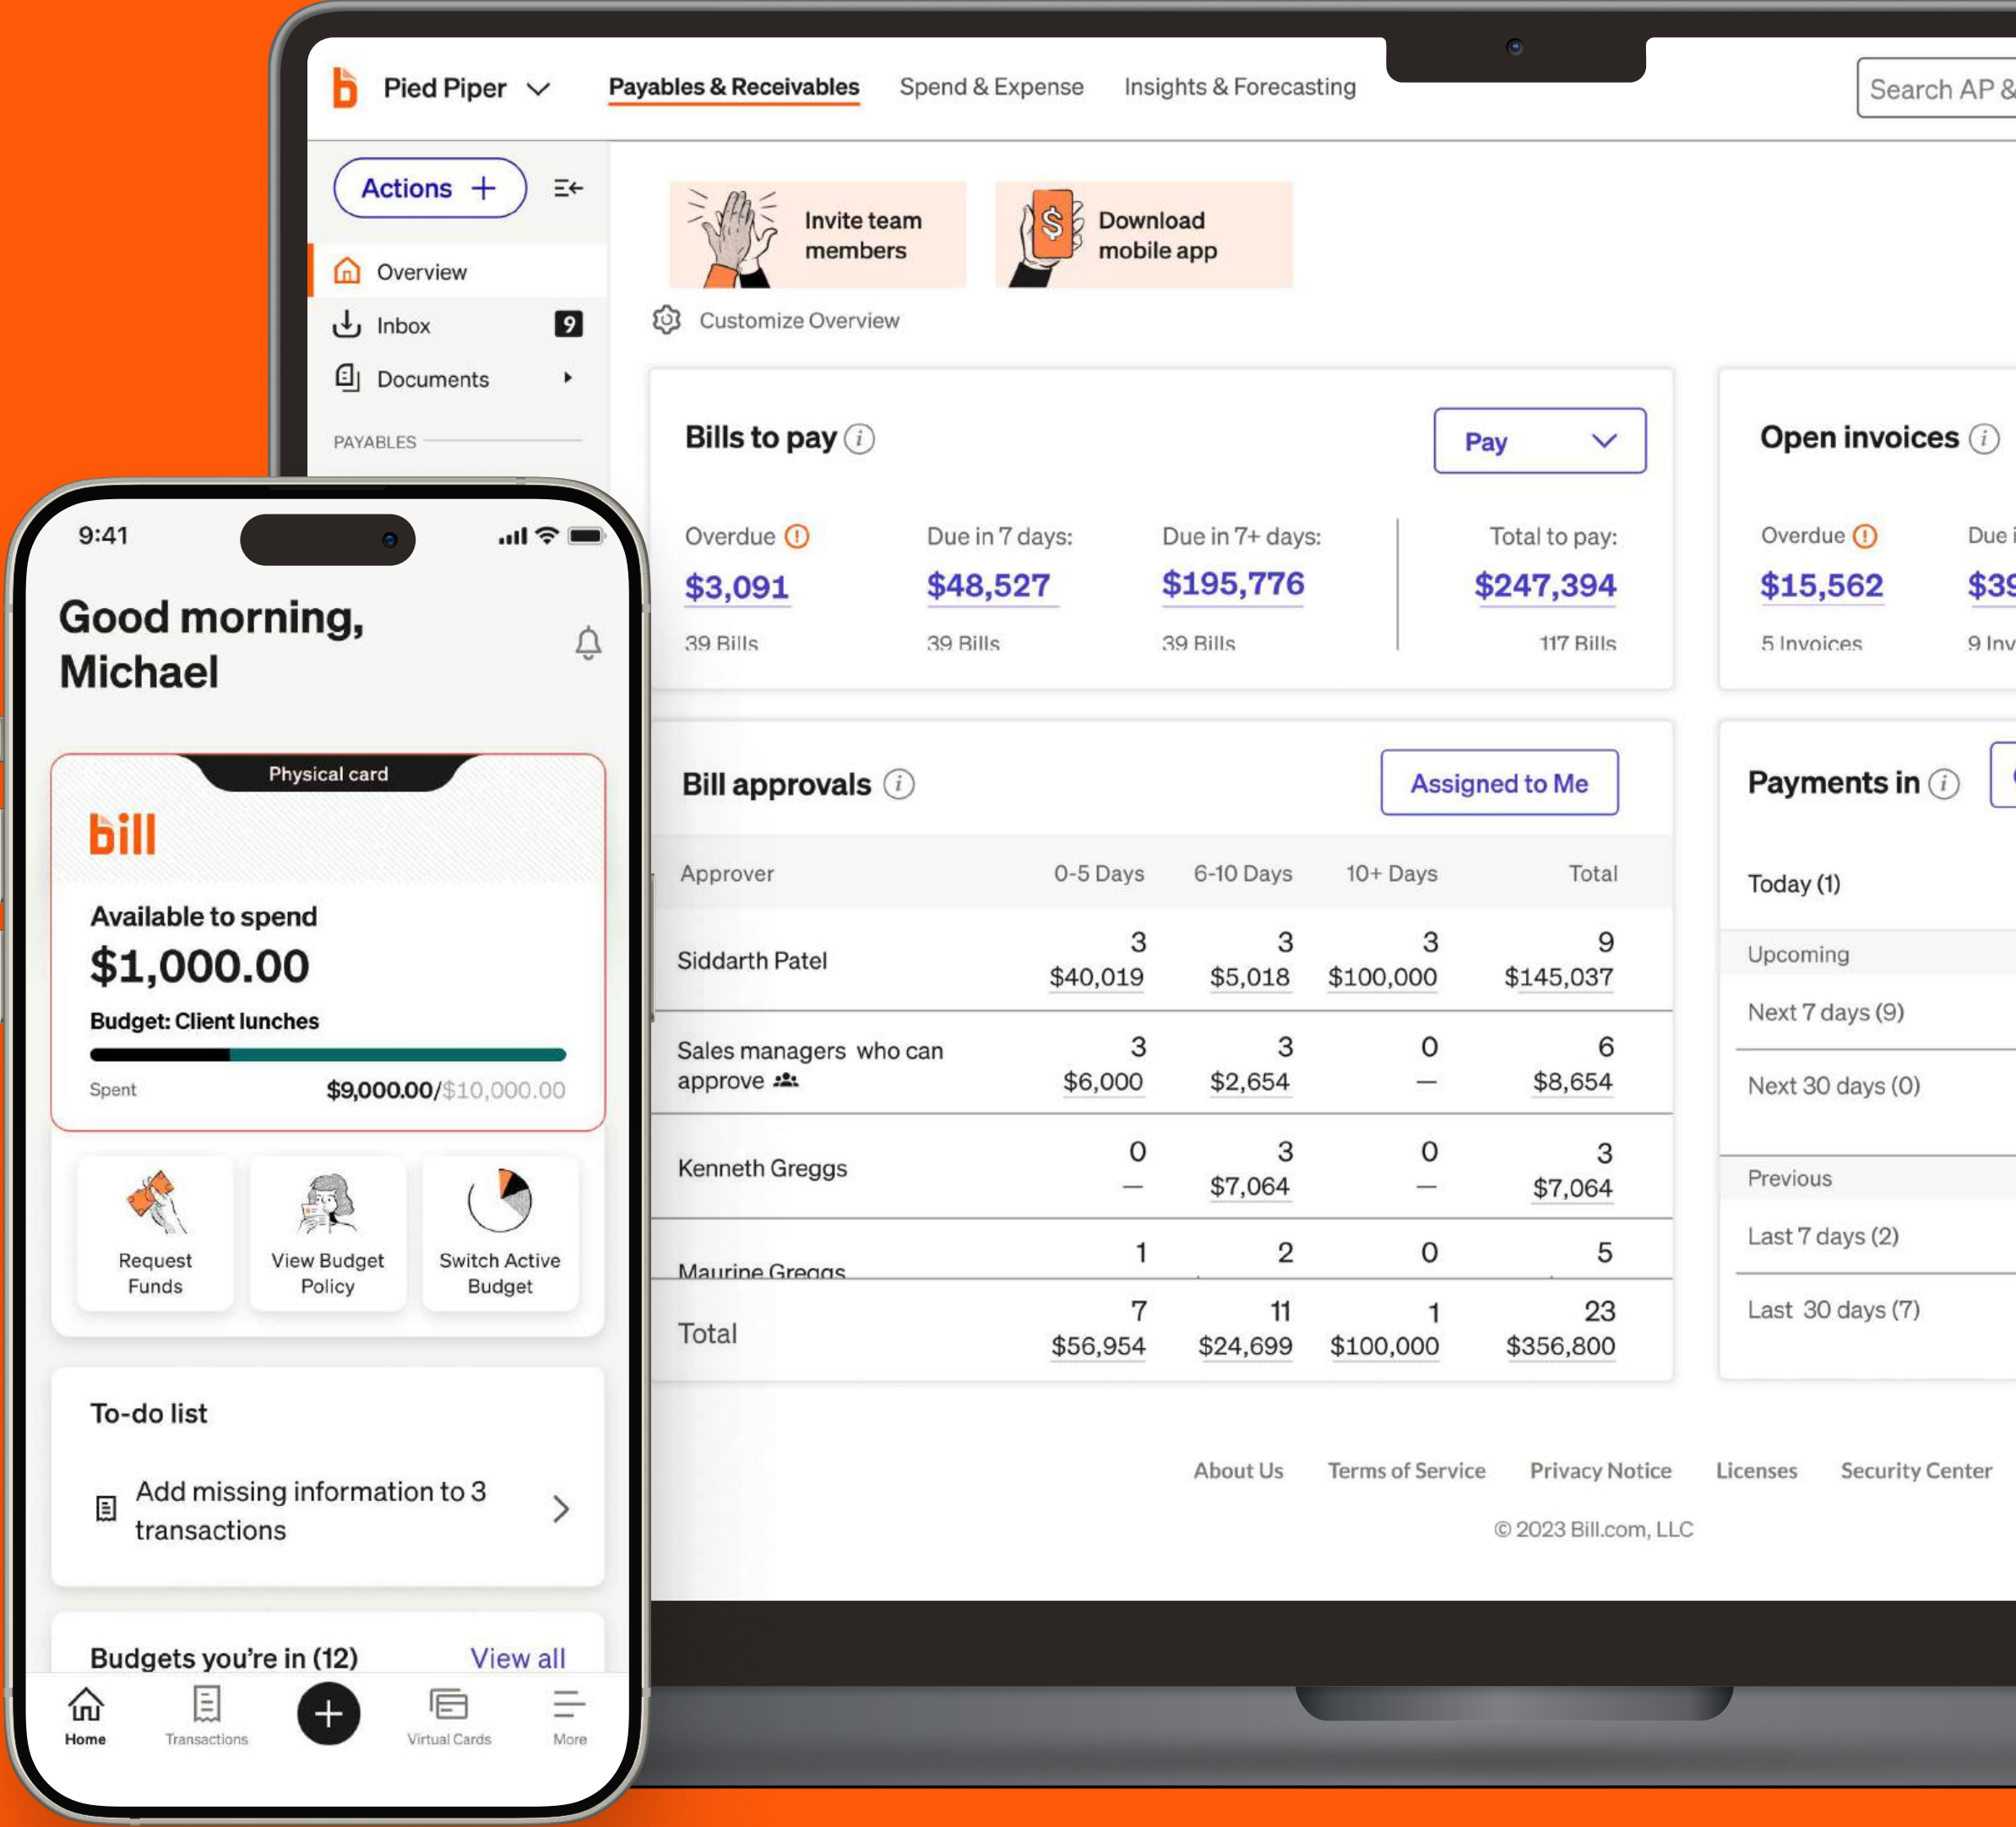 Pied Piper
Payables & Receivables
Spend & Expense
Insights & Forecasting
Search AP &
Actions +
Overview
Inbox
9
Documents
PAYABLES
Invite team
members
Download
mobile app
Customize Overview
Bills to pay
Pay
Overdue
Due in 7 days:
Due in 7+ days:
Total to pay:
$3,091
$48,527
$195,776
$247,394
39 Bills
39 Bills
39 Bills
117 Bills
Open invoices
Overdue
Due
$15,562
$39
5 Invoices
9 Inv
Bill approvals
Assigned to Me
Approver
0-5 Days
6-10 Days
10+ Days
Total
Siddarth Patel
3
3
3
9
$40,019
$5,018
$100,000
$145,037
Sales managers who can
approve
3
3
0
6
$6,000
$2,654
—
$8,654
Kenneth Greggs
0
3
0
3
—
$7,064
—
$7,064
Maurine Greggs
1
2
0
5
Total
7
11
1
23
$56,954
$24,699
$100,000
$356,800
Payments in
Today (1)
Upcoming
Next 7 days (9)
Next 30 days (0)
Previous
Last 7 days (2)
Last 30 days (7)
About Us
Terms of Service
Privacy Notice
Licenses
Security Center
© 2023 Bill.com, LLC
9:41
Good morning,
Michael
Physical card
bill
Available to spend
$1,000.00
Budget: Client lunches
Spent
$9,000.00/$10,000.00
Request
Funds
View Budget
Policy
Switch Active
Budget
To-do list
Add missing information to 3
transactions
Budgets you're in (12)
View all
Home
Transactions
Virtual Cards
More